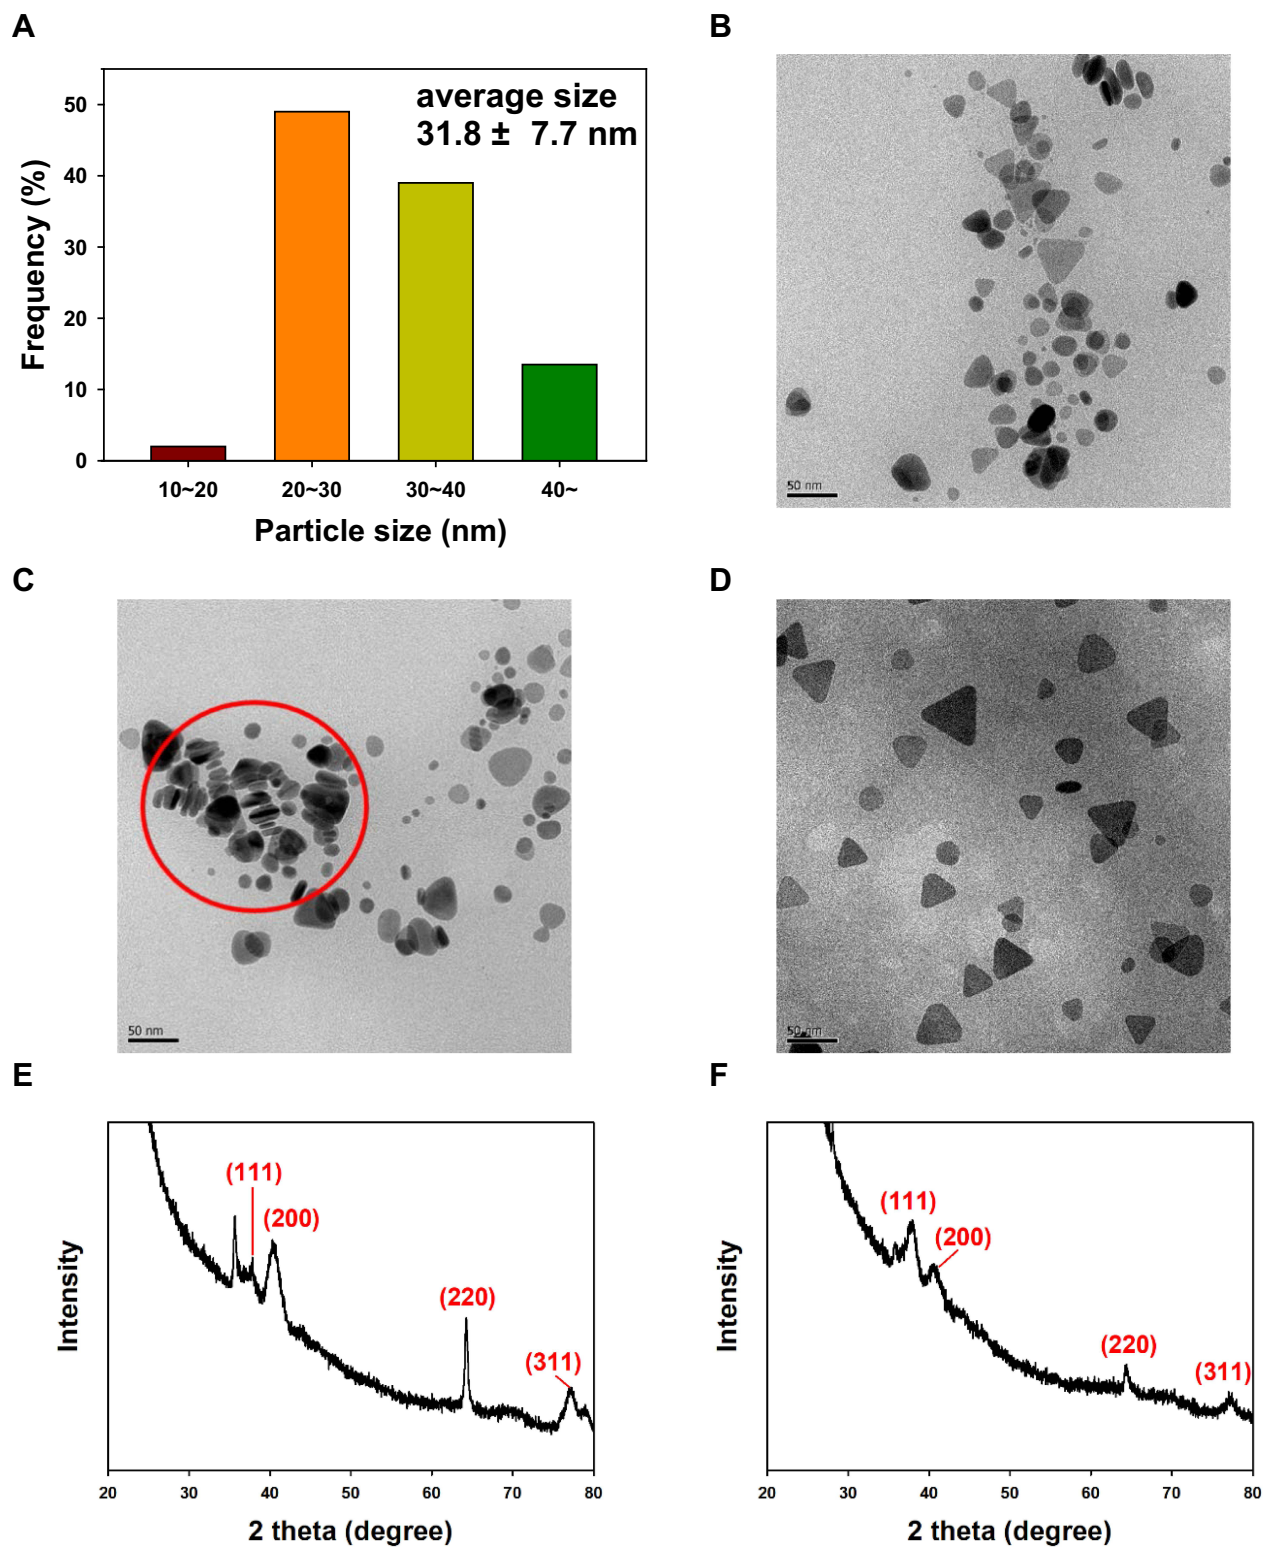 A
average size
31.8 ± 7.7 nm
Frequency (%)
50
40
30
20
10
0
10~20 20~30 30~40 40~
Particle size (nm)
B
50 nm
C
50 nm
D
50 nm
E
(111)
(200)
(220)
(311)
Intensity
20 30 40 50 60 70 80
2 theta (degree)
F
(111)
(200)
(220)
(311)
Intensity
20 30 40 50 60 70 80
2 theta (degree)